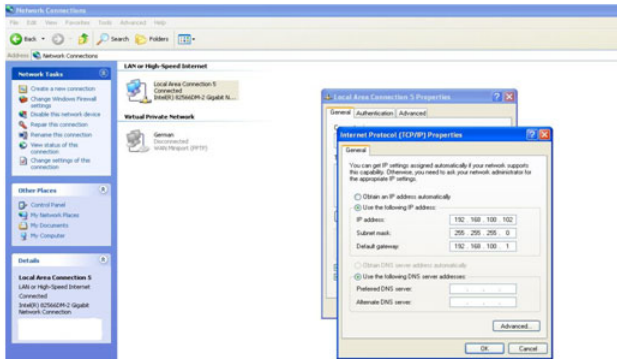 Network Connections
File Edit View Favorites Tools Advanced Help
Back Search Folders
Address Network Connections
Network Tasks
Create a new connection
Change Windows Firewall
settings
Disable this network device
Repair this connection
Rename this connection
View status of this
connection
Change settings of this
connection
Other Places
Control Panel
My Network Places
My Documents
My Computer
Details
Local Area Connection 5
LAN or High-Speed Internet
Connected
Intel(R) 82566DM-2 Gigabit
Network Connection
LAN or High-Speed Internet
Local Area Connection 5
Connected
Intel(R) 82566DM-2 Gigabit N...
Virtual Private Network
German
Disconnected
WAN Miniport (PPTP)
Local Area Connection 5 Properties
General Authentication Advanced
Internet Protocol (TCP/IP) Properties
General
You can get IP settings assigned automatically if your network supports
this capability. Otherwise, you need to ask your network administrator for
the appropriate IP settings.
Obtain an IP address automatically
Use the following IP address:
IP address: 192 . 168 . 100 . 102
Subnet mask: 255 . 255 . 255 . 0
Default gateway: 192 . 168 . 100 . 1
Obtain DNS server address automatically
Use the following DNS server addresses:
Preferred DNS server:
Alternate DNS server:
Advanced...
OK Cancel